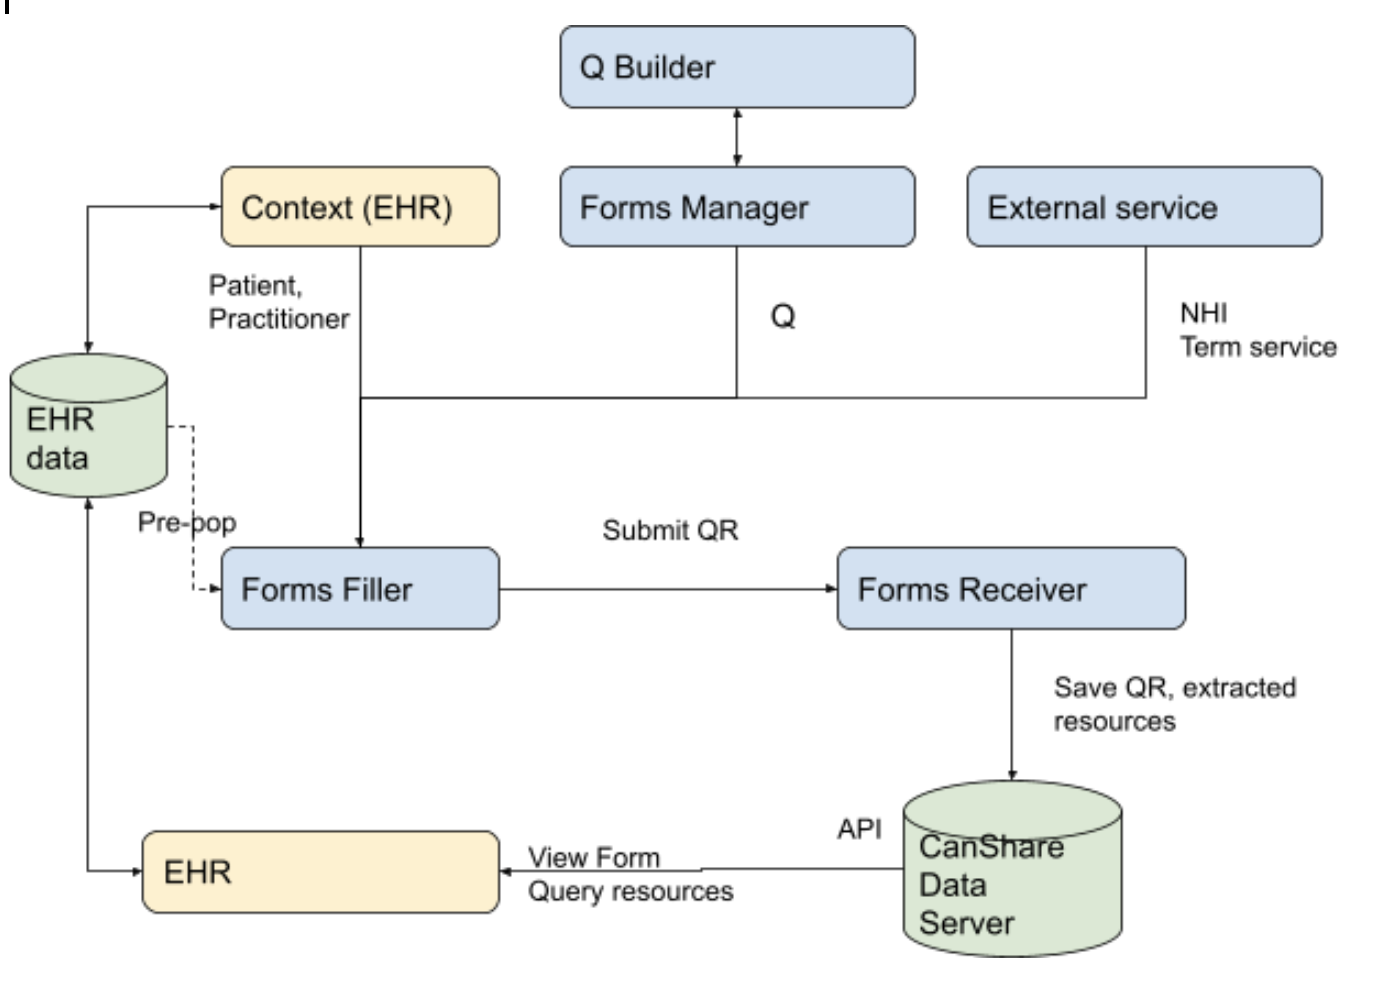 Q Builder
Context (EHR)
Forms Manager
External service
Patient,
Practitioner
Q
NHI
Term service
EHR
data
Pre-pop
Submit QR
Forms Filler
Forms Receiver
Save QR, extracted
resources
API
CanShare
Data
Server
EHR
View Form
Query resources